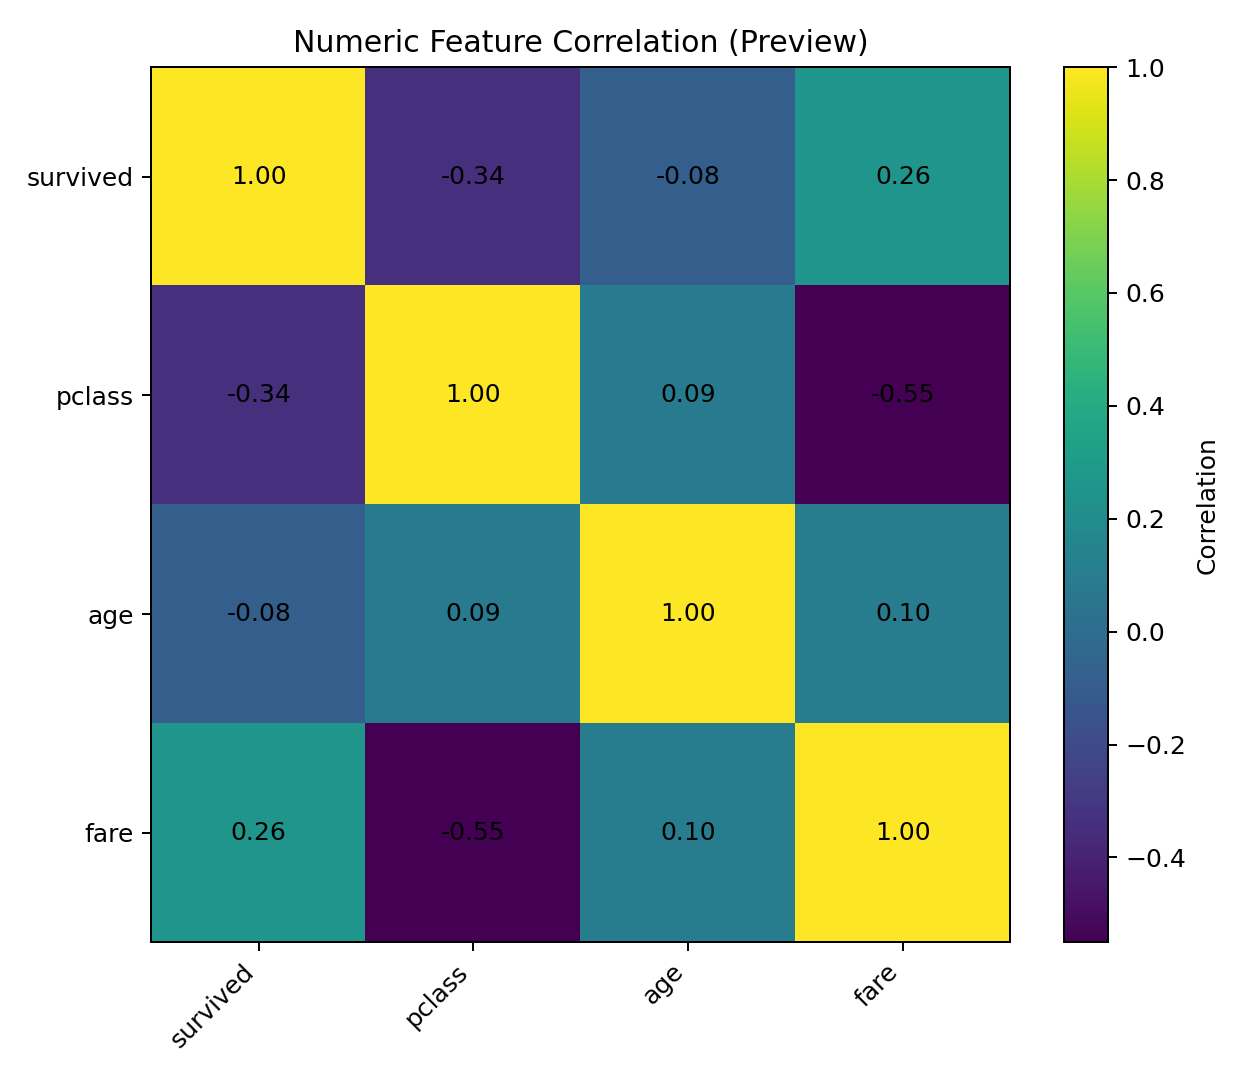 Numeric Feature Correlation (Preview)
survived 1.00 -0.34 -0.08 0.26
pclass -0.34 1.00 0.09 -0.55
age -0.08 0.09 1.00 0.10
fare 0.26 -0.55 0.10 1.00
survived pclass age fare
1.0
0.8
0.6
0.4
0.2
0.0
−0.2
−0.4
Correlation